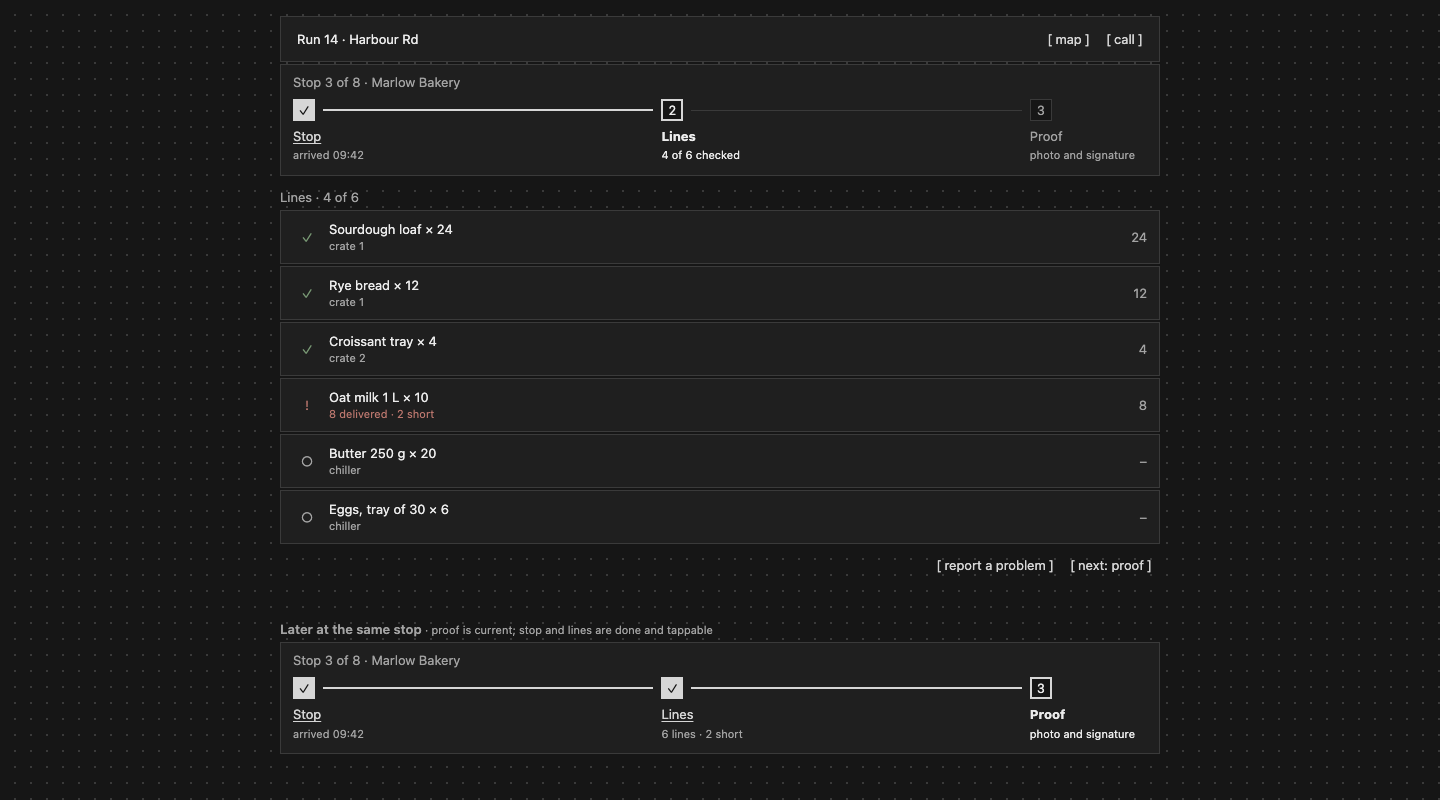 Run 14 · Harbour Rd [ map ] [ call ]
Stop 3 of 8 · Marlow Bakery
✓ 2 3
Stop Lines Proof
arrived 09:42 4 of 6 checked photo and signature
Lines · 4 of 6
✓ Sourdough loaf × 24
crate 1
24
✓ Rye bread × 12
crate 1
12
✓ Croissant tray × 4
crate 2
4
! Oat milk 1 L × 10
8 delivered · 2 short
8
Butter 250 g × 20
chiller
–
Eggs, tray of 30 × 6
chiller
–
[ report a problem ] [ next: proof ]
Later at the same stop · proof is current; stop and lines are done and tappable
Stop 3 of 8 · Marlow Bakery
✓ ✓ 3
Stop Lines Proof
arrived 09:42 6 lines · 2 short photo and signature